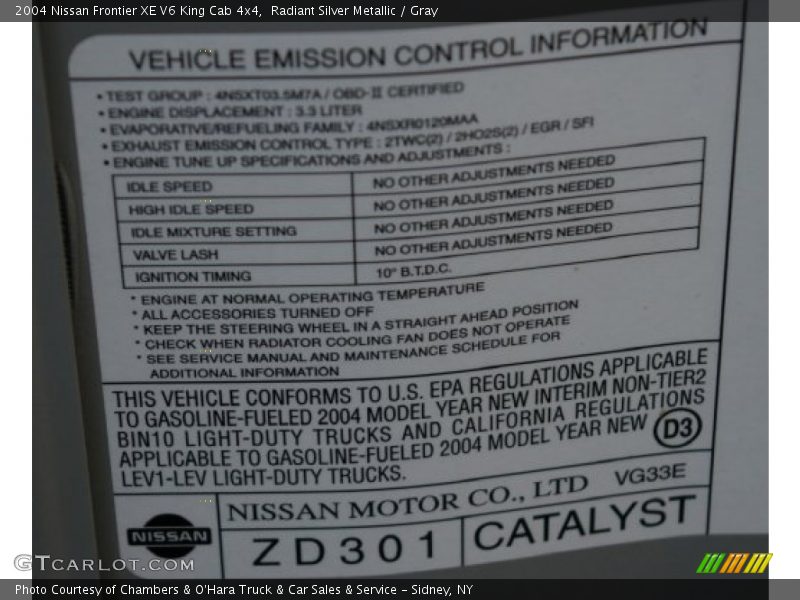 2004 Nissan Frontier XE V6 King Cab 4x4, Radiant Silver Metallic / Gray
VEHICLE EMISSION CONTROL INFORMATION
• TEST GROUP : 4NSXT03.5M7A / OBD-II CERTIFIED
• ENGINE DISPLACEMENT : 3.3 LITER
• EVAPORATIVE/REFUELING FAMILY : 4NSXR0120MAA
• EXHAUST EMISSION CONTROL TYPE : 2TWC(2) / 2HO2S(2) / EGR / SFI
• ENGINE TUNE UP SPECIFICATIONS AND ADJUSTMENTS :
IDLE SPEED NO OTHER ADJUSTMENTS NEEDED
HIGH IDLE SPEED NO OTHER ADJUSTMENTS NEEDED
IDLE MIXTURE SETTING NO OTHER ADJUSTMENTS NEEDED
VALVE LASH NO OTHER ADJUSTMENTS NEEDED
IGNITION TIMING 10° B.T.D.C.
* ENGINE AT NORMAL OPERATING TEMPERATURE
* ALL ACCESSORIES TURNED OFF
* KEEP THE STEERING WHEEL IN A STRAIGHT AHEAD POSITION
* CHECK WHEN RADIATOR COOLING FAN DOES NOT OPERATE
* SEE SERVICE MANUAL AND MAINTENANCE SCHEDULE FOR
ADDITIONAL INFORMATION
THIS VEHICLE CONFORMS TO U.S. EPA REGULATIONS APPLICABLE
TO GASOLINE-FUELED 2004 MODEL YEAR NEW INTERIM NON-TIER2
BIN10 LIGHT-DUTY TRUCKS AND CALIFORNIA REGULATIONS
APPLICABLE TO GASOLINE-FUELED 2004 MODEL YEAR NEW
LEV1-LEV LIGHT-DUTY TRUCKS.
D3
NISSAN
NISSAN MOTOR CO., LTD VG33E
ZD301 CATALYST
GTcarlot.com
Photo Courtesy of Chambers & O'Hara Truck & Car Sales & Service - Sidney, NY